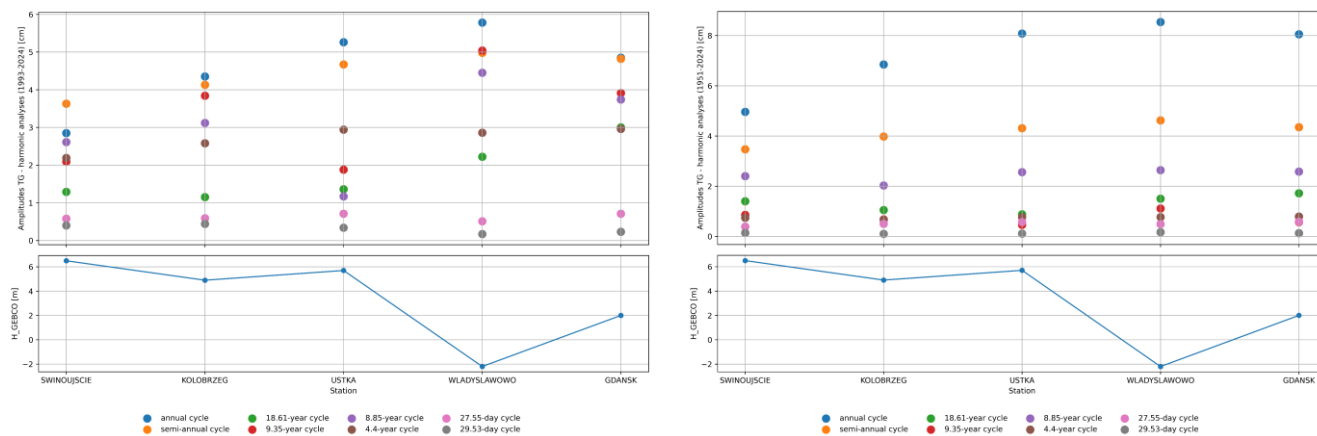 Amplitudes TG - harmonic analyses (1993-2024) [cm]
6
5
4
3
2
1
0
H_GEBCO [m]
6
4
2
0
−2
SWINOUJSCIE KOLOBRZEG USTKA WLADYSLAWOWO GDANSK
Station
annual cycle 18.61-year cycle 8.85-year cycle 27.55-day cycle
semi-annual cycle 9.35-year cycle 4.4-year cycle 29.53-day cycle
Amplitudes TG - harmonic analyses (1951-2024) [cm]
8
6
4
2
0
H_GEBCO [m]
6
4
2
0
−2
SWINOUJSCIE KOLOBRZEG USTKA WLADYSLAWOWO GDANSK
Station
annual cycle 18.61-year cycle 8.85-year cycle 27.55-day cycle
semi-annual cycle 9.35-year cycle 4.4-year cycle 29.53-day cycle